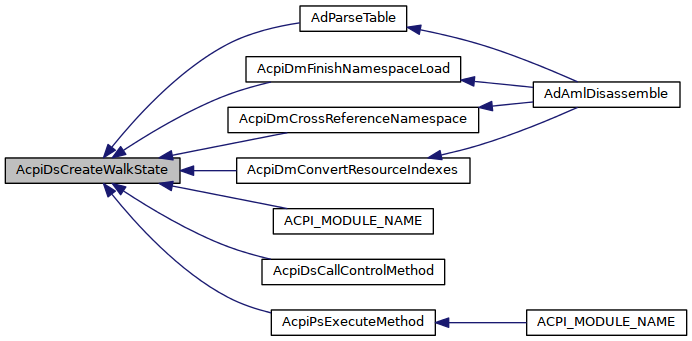 AdParseTable
AcpiDmFinishNamespaceLoad
AdAmlDisassemble
AcpiDmCrossReferenceNamespace
AcpiDsCreateWalkState
AcpiDmConvertResourceIndexes
ACPI_MODULE_NAME
AcpiDsCallControlMethod
AcpiPsExecuteMethod
ACPI_MODULE_NAME